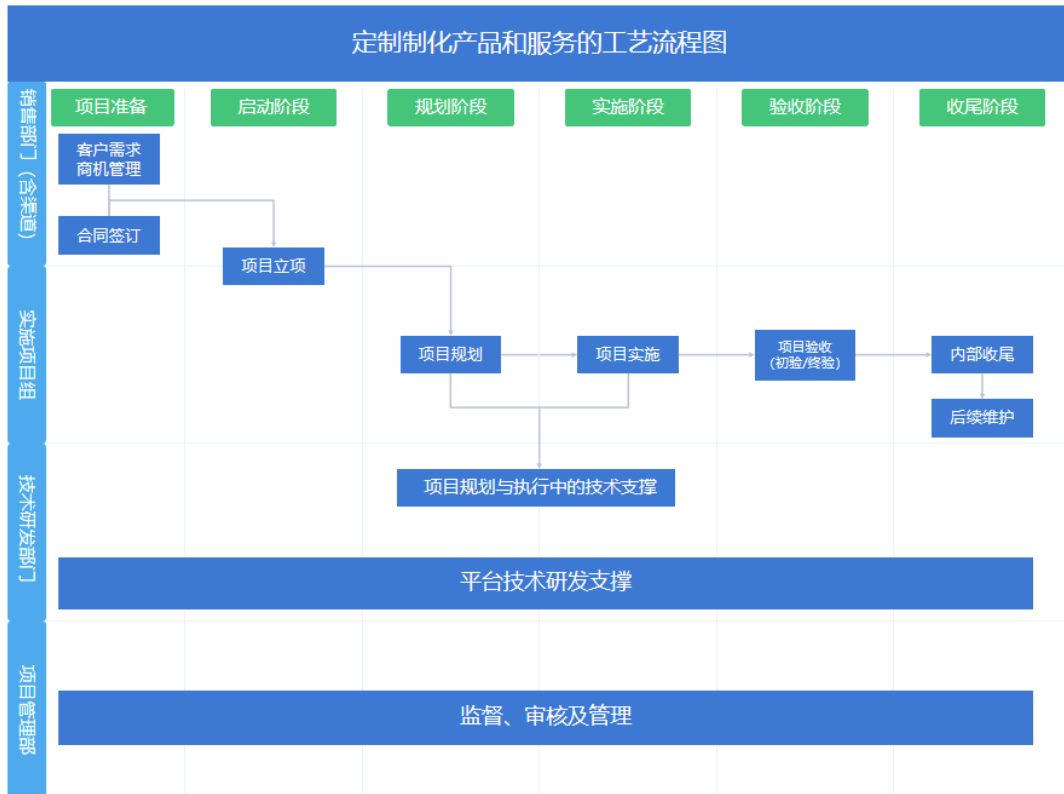 定制制化产品和服务的工艺流程图
项目准备
启动阶段
规划阶段
实施阶段
验收阶段
收尾阶段
销售部门（含渠道）
客户需求
商机管理
合同签订
项目立项
实施项目组
项目规划
项目实施
项目验收
(初验/终验)
内部收尾
后续维护
技术研发部门
项目规划与执行中的技术支撑
平台技术研发支撑
项目管理部
监督、审核及管理